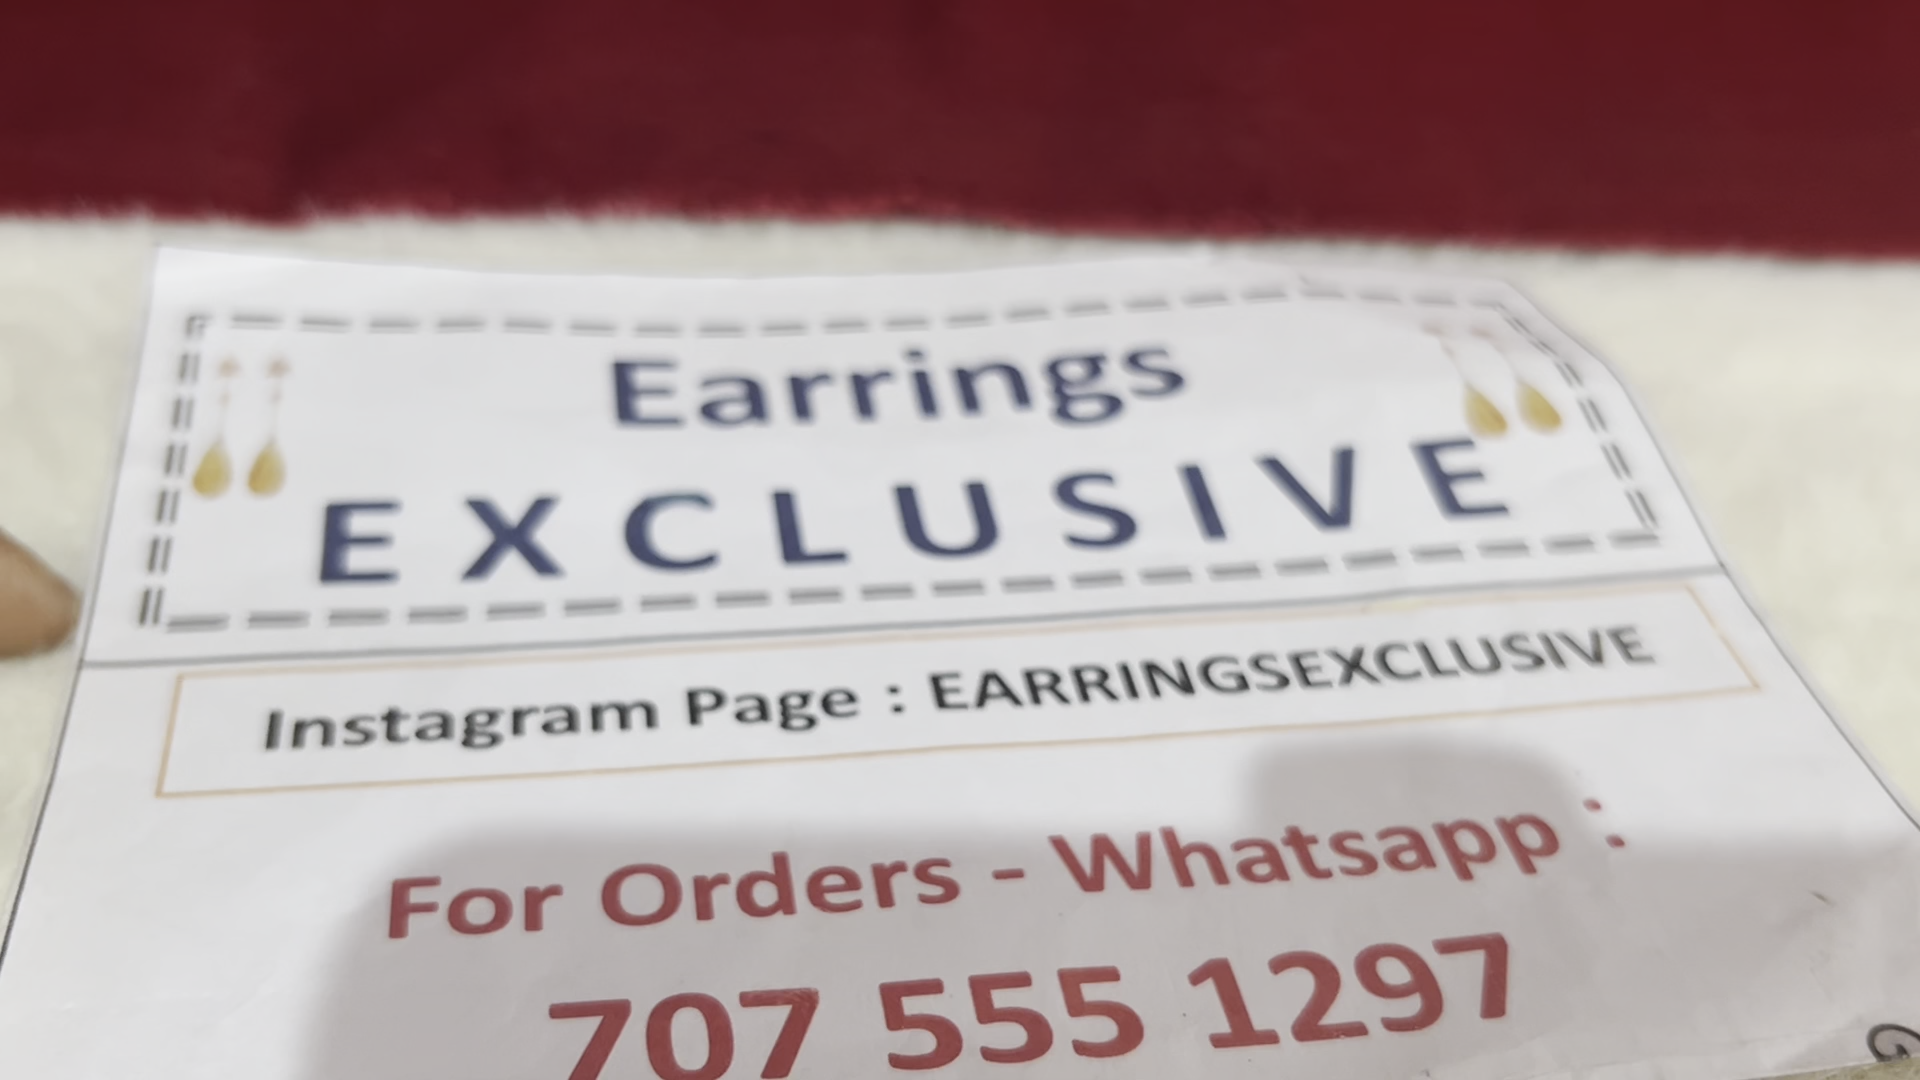 Earrings
EXCLUSIVE
Instagram Page : EARRINGSEXCLUSIVE
For Orders - Whatsapp :
707 555 1297